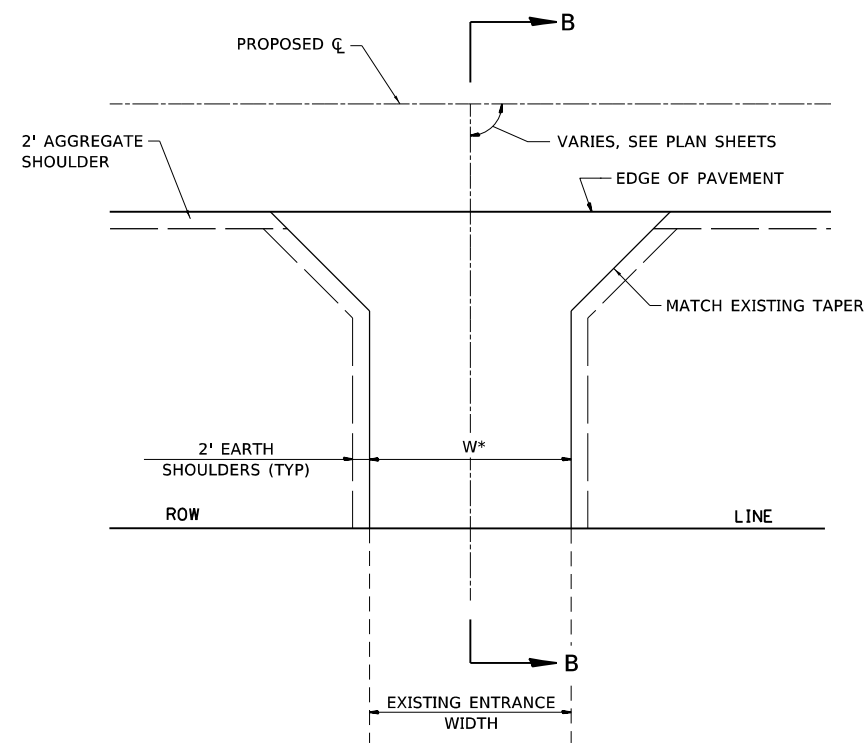 B
PROPOSED ℄
2' AGGREGATE
SHOULDER
VARIES, SEE PLAN SHEETS
EDGE OF PAVEMENT
MATCH EXISTING TAPER
2' EARTH
SHOULDERS (TYP)
W*
ROW
LINE
B
EXISTING ENTRANCE
WIDTH